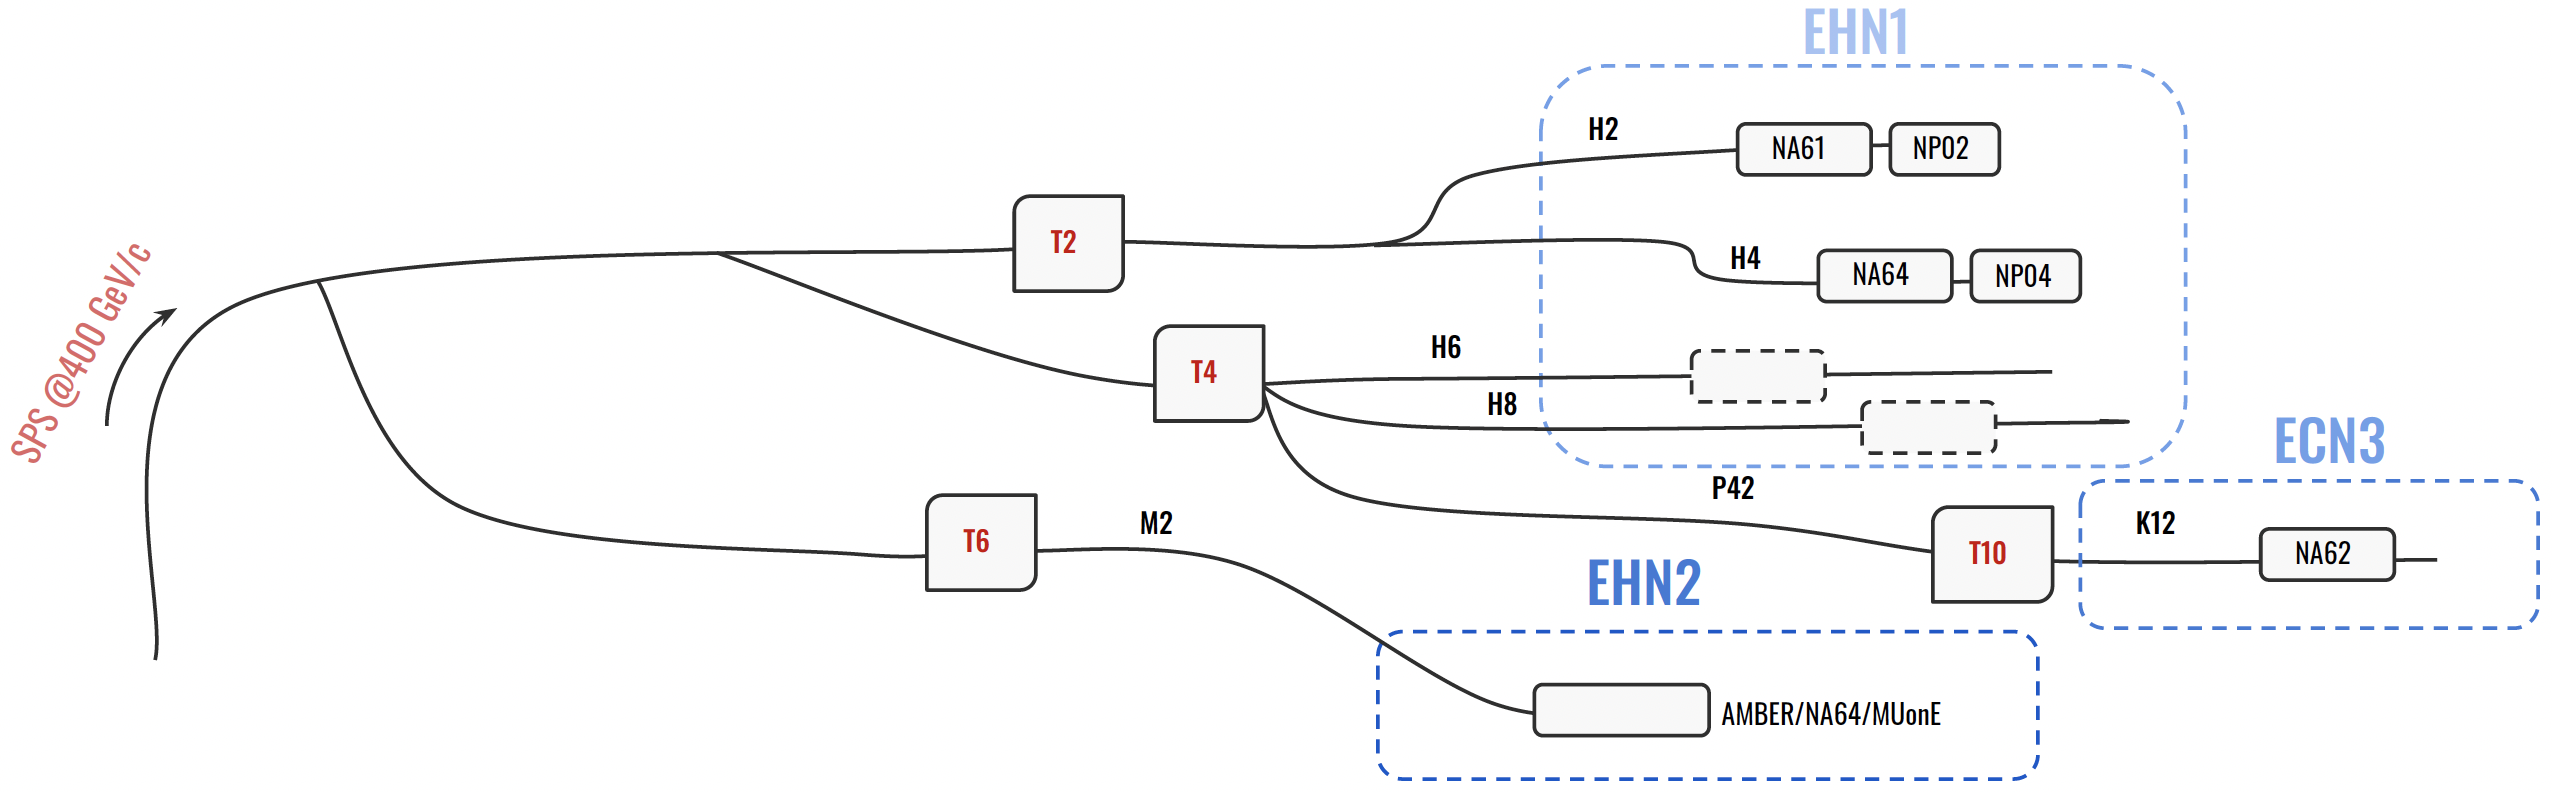 EHN1
H2
NA61
NP02
T2
SPS @400 GeV/c
H4
NA64
NP04
H6
T4
H8
ECN3
P42
T6
M2
T10
K12
NA62
EHN2
AMBER/NA64/MUonE